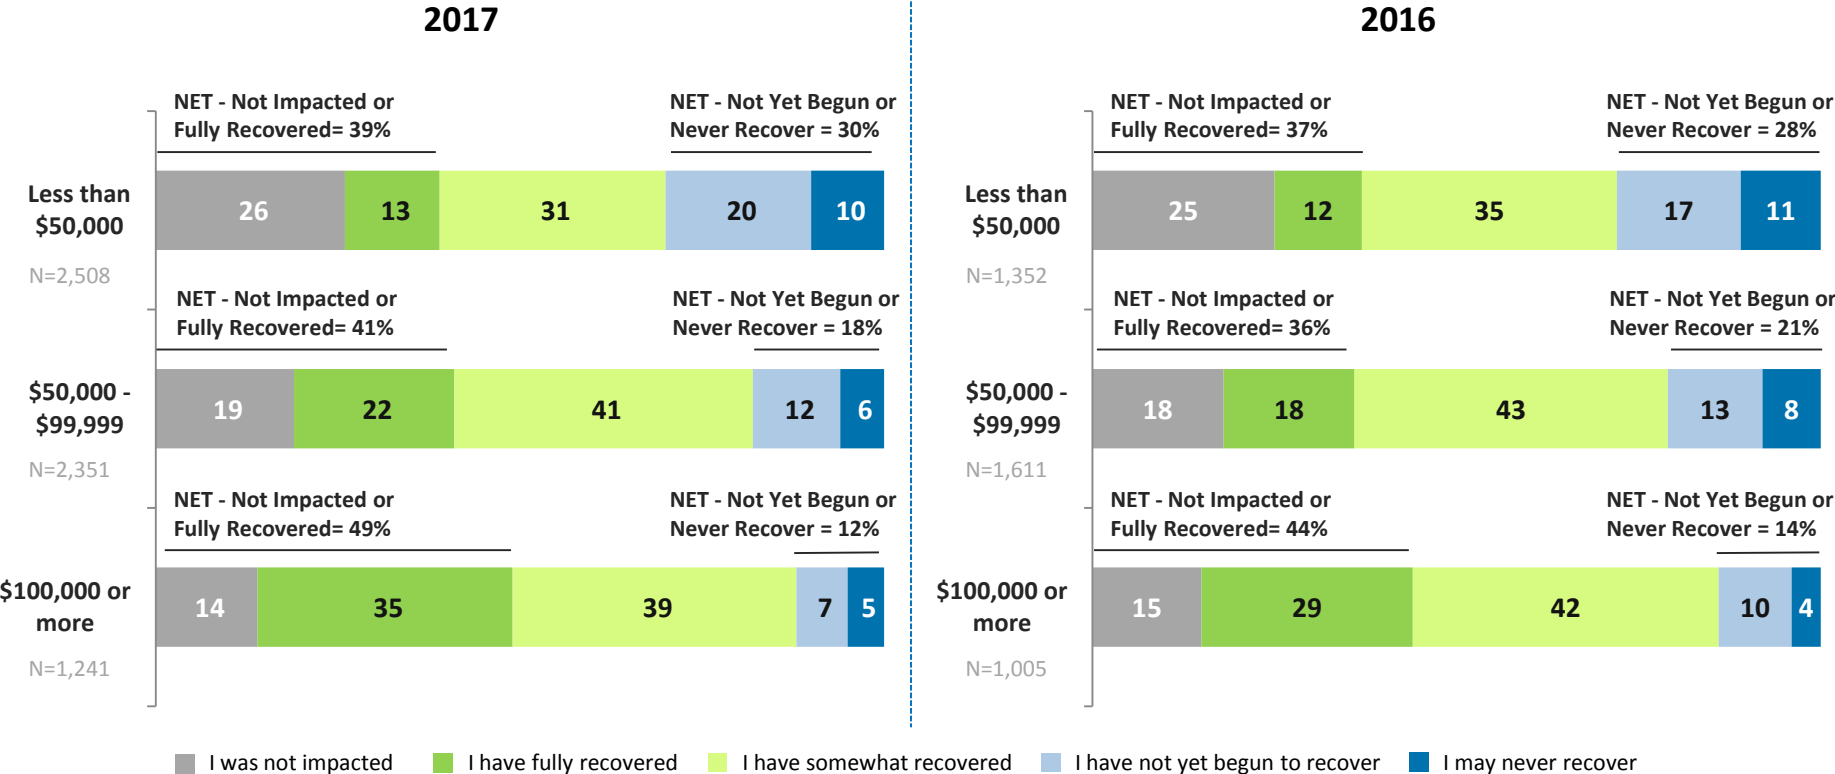 2017
2016
NET - Not Impacted or
Fully Recovered= 39%
NET - Not Yet Begun or
Never Recover = 30%
Less than
$50,000
26 13 31 20 10
N=2,508
NET - Not Impacted or
Fully Recovered= 41%
NET - Not Yet Begun or
Never Recover = 18%
$50,000 -
$99,999
19 22 41 12 6
N=2,351
NET - Not Impacted or
Fully Recovered= 49%
NET - Not Yet Begun or
Never Recover = 12%
$100,000 or
more
14 35 39 7 5
N=1,241
NET - Not Impacted or
Fully Recovered= 37%
NET - Not Yet Begun or
Never Recover = 28%
Less than
$50,000
25 12 35 17 11
N=1,352
NET - Not Impacted or
Fully Recovered= 36%
NET - Not Yet Begun or
Never Recover = 21%
$50,000 -
$99,999
18 18 43 13 8
N=1,611
NET - Not Impacted or
Fully Recovered= 44%
NET - Not Yet Begun or
Never Recover = 14%
$100,000 or
more
15 29 42 10 4
N=1,005
I was not impacted I have fully recovered I have somewhat recovered I have not yet begun to recover I may never recover